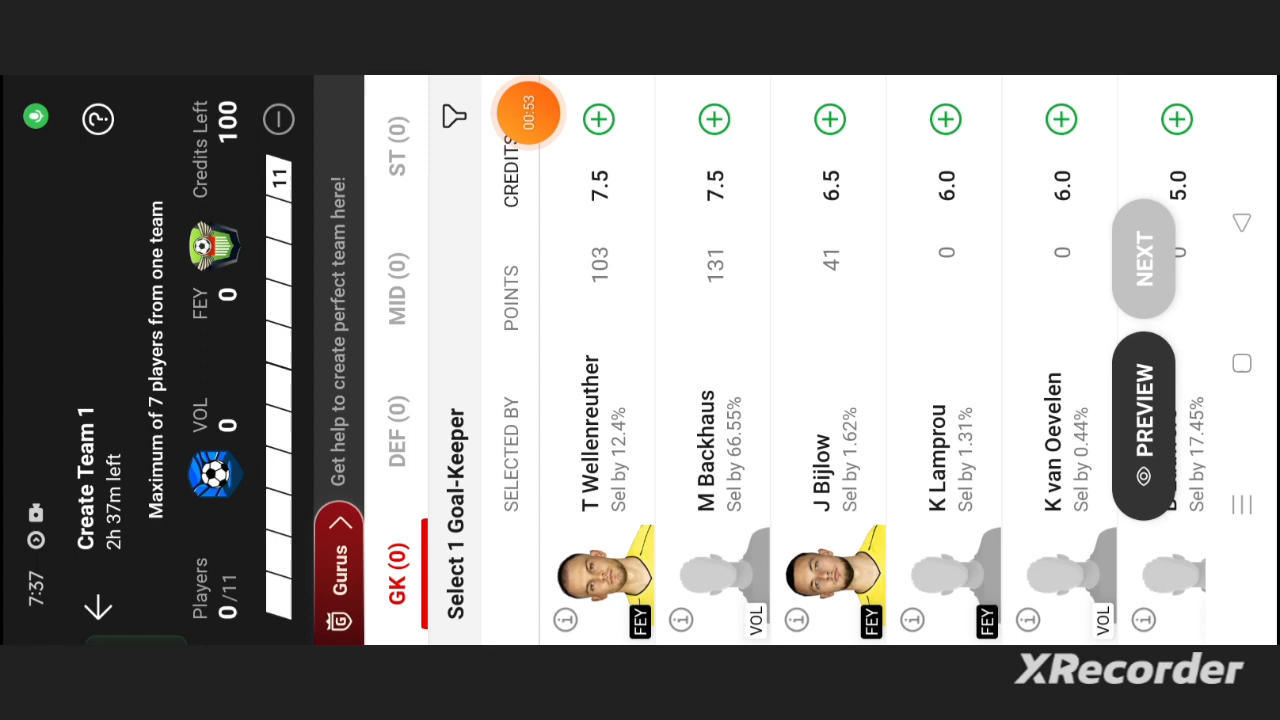 7:37
Create Team 1
2h 37m left
Maximum of 7 players from one team
Players
0/11
VOL
0
FEY
0
Credits Left
100
11
Gurus
Get help to create perfect team here!
GK (0)
DEF (0)
MID (0)
ST (0)
Select 1 Goal-Keeper
SELECTED BY
POINTS
CREDITS
00:53
T Wellenreuther
Sel by 12.4%
103
7.5
FEY
M Backhaus
Sel by 66.55%
131
7.5
VOL
J Bijlow
Sel by 1.62%
41
6.5
FEY
K Lamprou
Sel by 1.31%
0
6.0
FEY
K van Oevelen
Sel by 0.44%
0
6.0
VOL
Sel by 17.45%
5.0
PREVIEW
NEXT
XRecorder